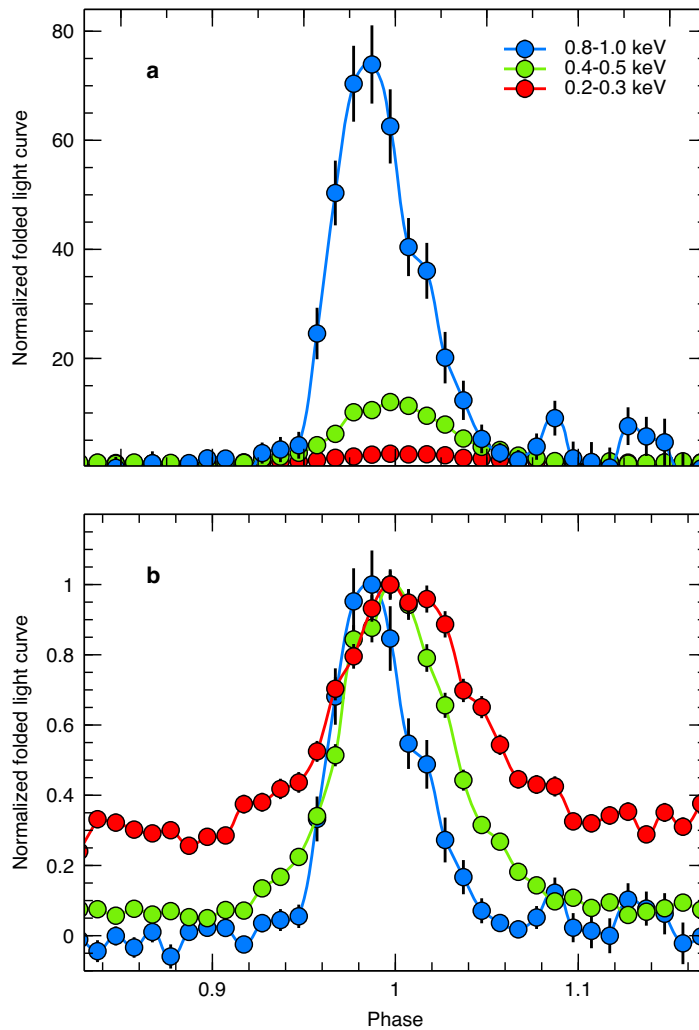 80
60
40
20
Normalized folded light curve
a
0.8-1.0 keV
0.4-0.5 keV
0.2-0.3 keV
1
0.8
0.6
0.4
0.2
0
Normalized folded light curve
b
0.9
1
1.1
Phase